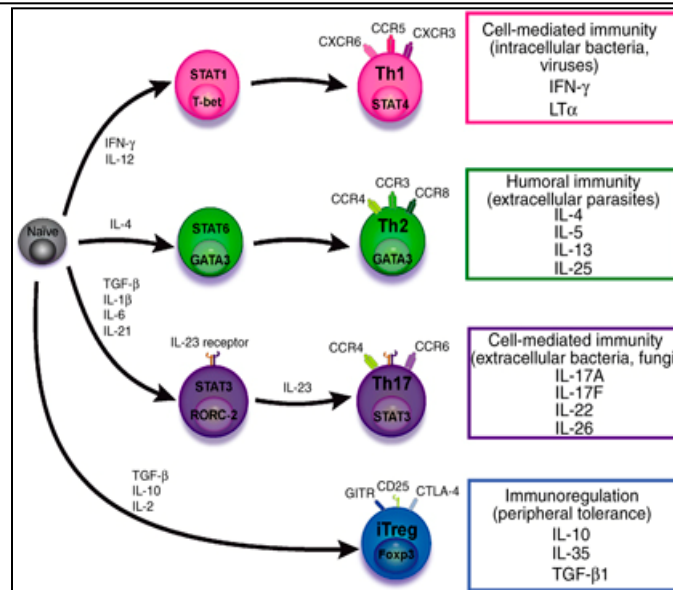 CCR5
CXCR6
CXCR3
STAT1
T-bet
Th1
STAT4
Cell-mediated immunity
(intracellular bacteria,
viruses)
IFN-γ
LTα
IFN-γ
IL-12
Naïve
IL-4
STAT6
GATA3
CCR3
CCR4
CCR8
Th2
GATA3
Humoral immunity
(extracellular parasites)
IL-4
IL-5
IL-13
IL-25
TGF-β
IL-1β
IL-6
IL-21
IL-23 receptor
STAT3
RORC-2
IL-23
CCR4
CCR6
Th17
STAT3
Cell-mediated immunity
(extracellular bacteria, fungi
IL-17A
IL-17F
IL-22
IL-26
TGF-β
IL-10
IL-2
GITR
CD25
CTLA-4
iTreg
Foxp3
Immunoregulation
(peripheral tolerance)
IL-10
IL-35
TGF-β1